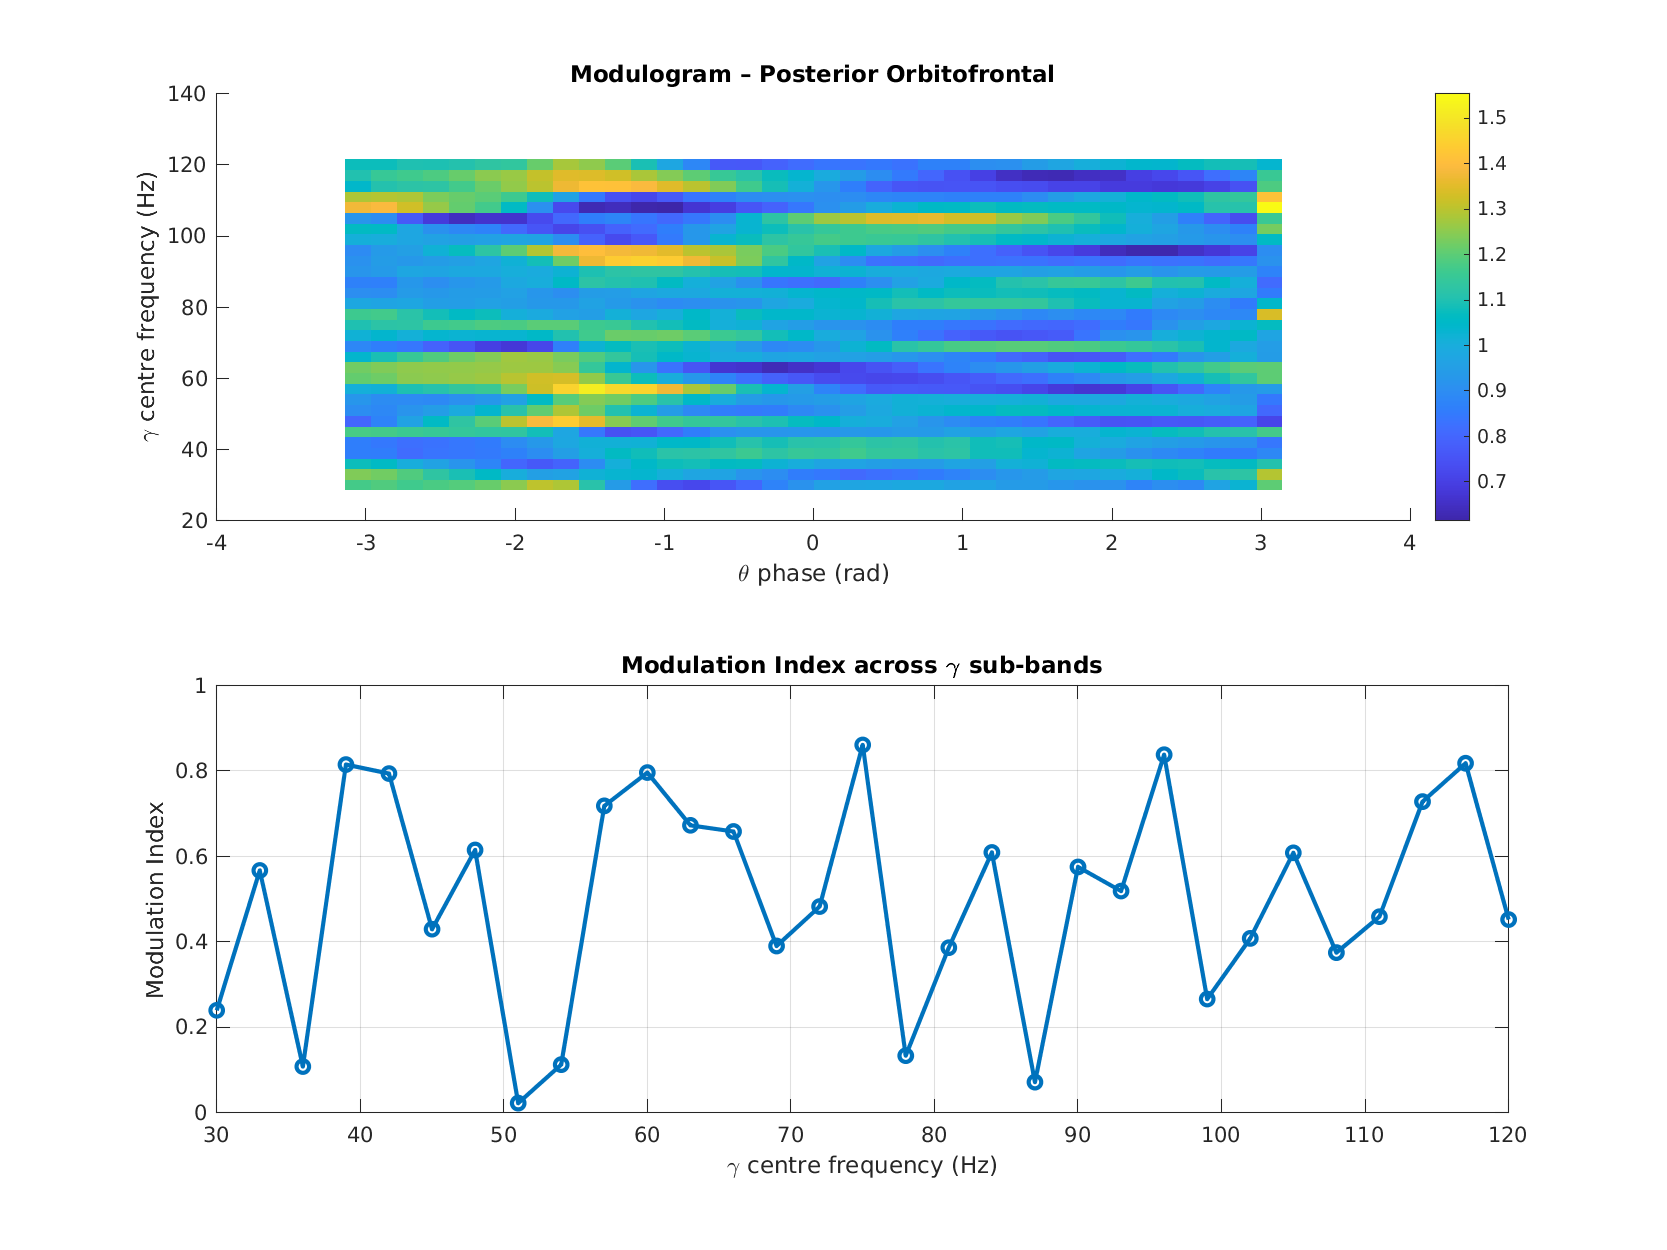 Modulogram – Posterior Orbitofrontal
140
120
100
80
60
40
20
γ centre frequency (Hz)
-4 -3 -2 -1 0 1 2 3 4
θ phase (rad)
1.5
1.4
1.3
1.2
1.1
1
0.9
0.8
0.7
Modulation Index across γ sub-bands
1
0.8
0.6
0.4
0.2
0
Modulation Index
30 40 50 60 70 80 90 100 110 120
γ centre frequency (Hz)